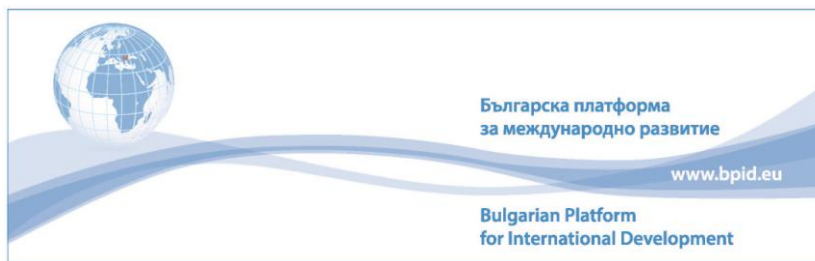 Българска платформа
за международно развитие
www.bpid.eu
Bulgarian Platform
for International Development